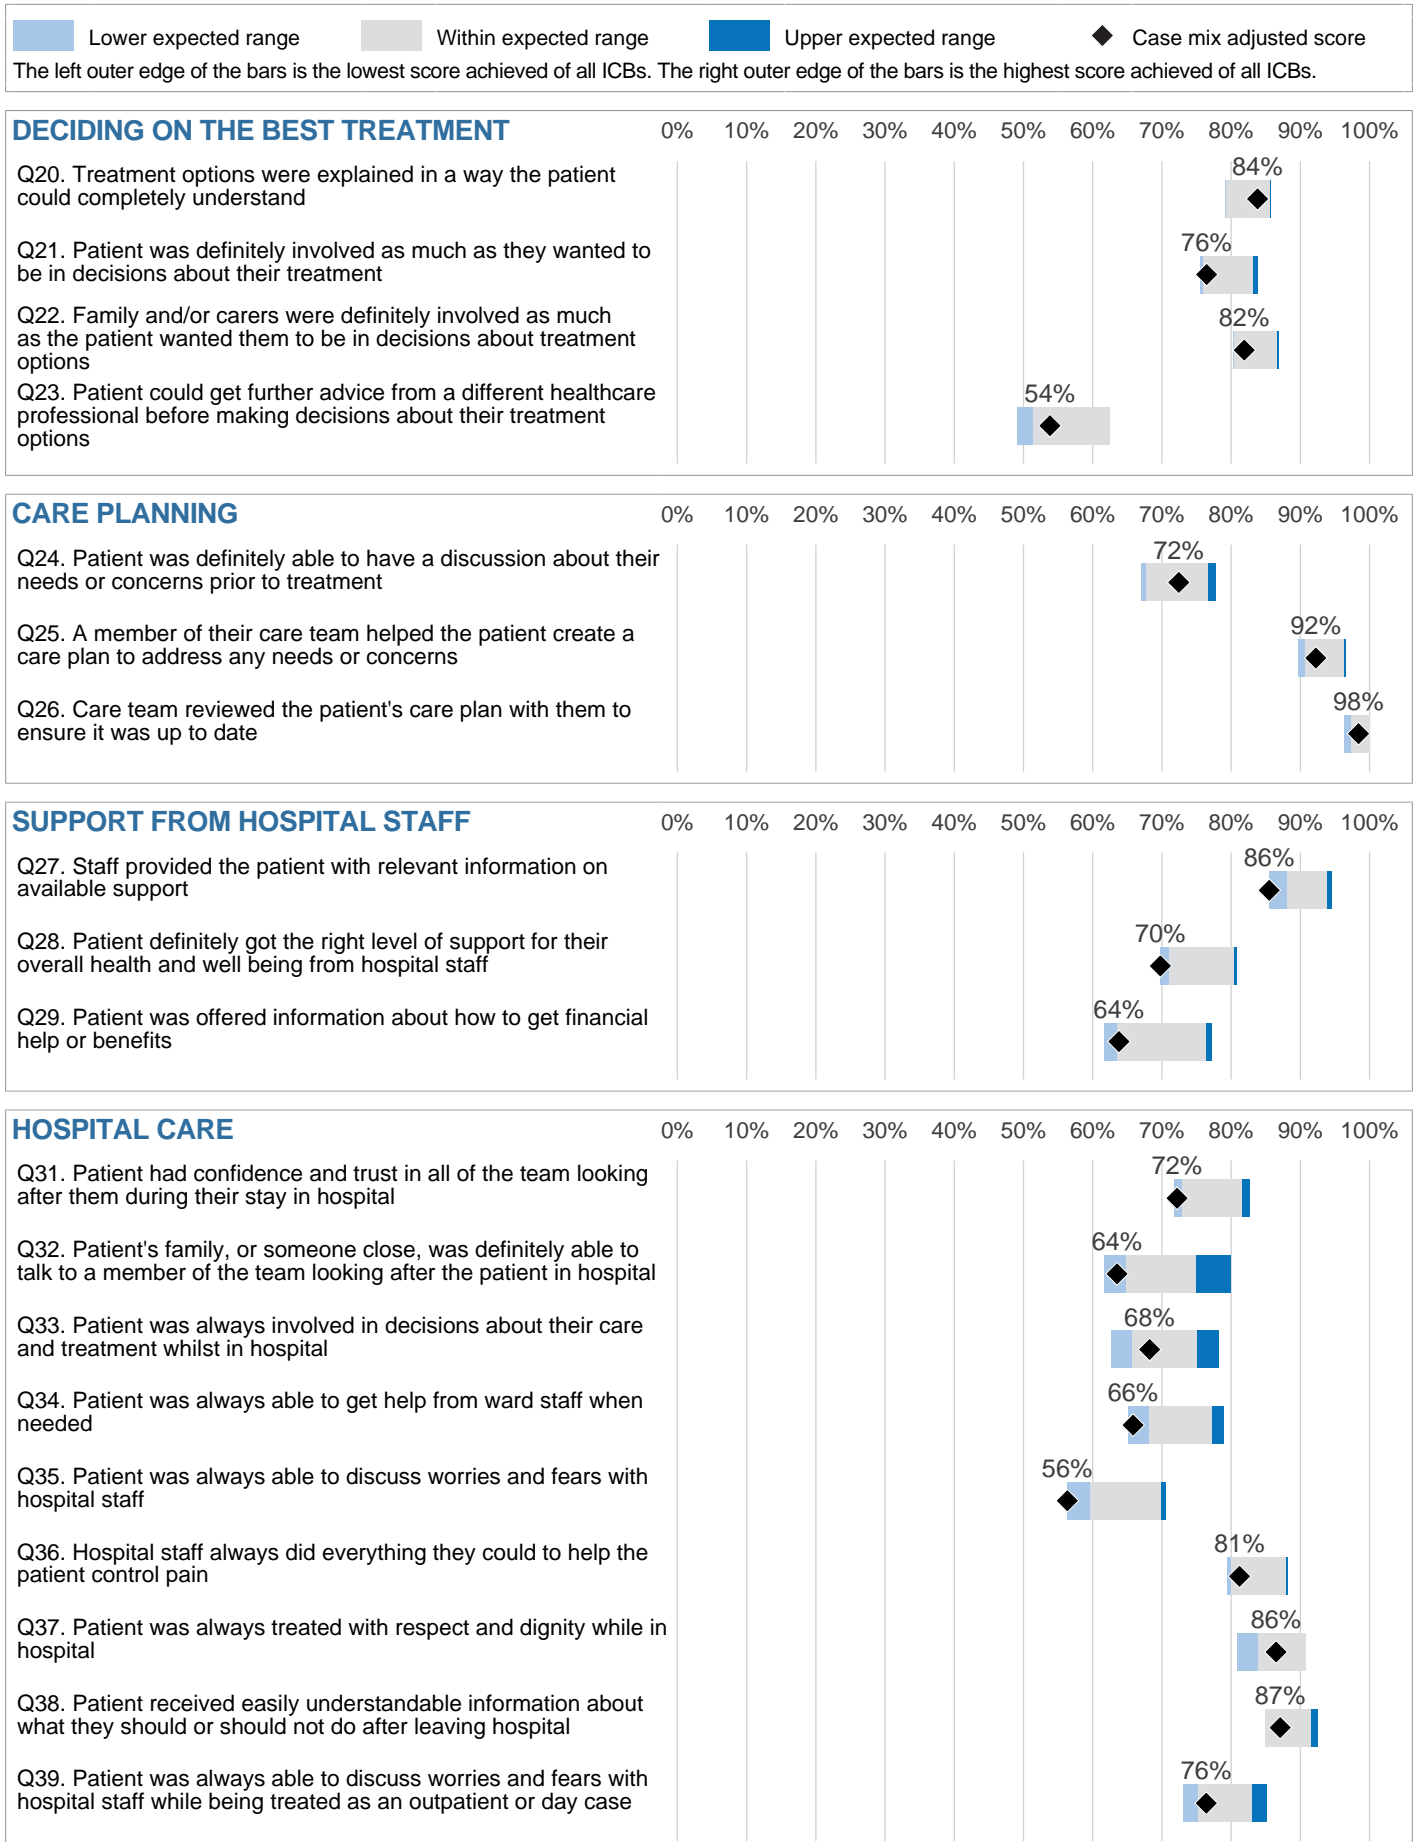 Lower expected range Within expected range Upper expected range Case mix adjusted score
The left outer edge of the bars is the lowest score achieved of all ICBs. The right outer edge of the bars is the highest score achieved of all ICBs.
DECIDING ON THE BEST TREATMENT 0% 10% 20% 30% 40% 50% 60% 70% 80% 90% 100%
Q20. Treatment options were explained in a way the patient
could completely understand
84%
Q21. Patient was definitely involved as much as they wanted to
be in decisions about their treatment
76%
Q22. Family and/or carers were definitely involved as much
as the patient wanted them to be in decisions about treatment
options
82%
Q23. Patient could get further advice from a different healthcare
professional before making decisions about their treatment
options
54%
CARE PLANNING 0% 10% 20% 30% 40% 50% 60% 70% 80% 90% 100%
Q24. Patient was definitely able to have a discussion about their
needs or concerns prior to treatment
72%
Q25. A member of their care team helped the patient create a
care plan to address any needs or concerns
92%
Q26. Care team reviewed the patient's care plan with them to
ensure it was up to date
98%
SUPPORT FROM HOSPITAL STAFF 0% 10% 20% 30% 40% 50% 60% 70% 80% 90% 100%
Q27. Staff provided the patient with relevant information on
available support
86%
Q28. Patient definitely got the right level of support for their
overall health and well being from hospital staff
70%
Q29. Patient was offered information about how to get financial
help or benefits
64%
HOSPITAL CARE 0% 10% 20% 30% 40% 50% 60% 70% 80% 90% 100%
Q31. Patient had confidence and trust in all of the team looking
after them during their stay in hospital
72%
Q32. Patient's family, or someone close, was definitely able to
talk to a member of the team looking after the patient in hospital
64%
Q33. Patient was always involved in decisions about their care
and treatment whilst in hospital
68%
Q34. Patient was always able to get help from ward staff when
needed
66%
Q35. Patient was always able to discuss worries and fears with
hospital staff
56%
Q36. Hospital staff always did everything they could to help the
patient control pain
81%
Q37. Patient was always treated with respect and dignity while in
hospital
86%
Q38. Patient received easily understandable information about
what they should or should not do after leaving hospital
87%
Q39. Patient was always able to discuss worries and fears with
hospital staff while being treated as an outpatient or day case
76%